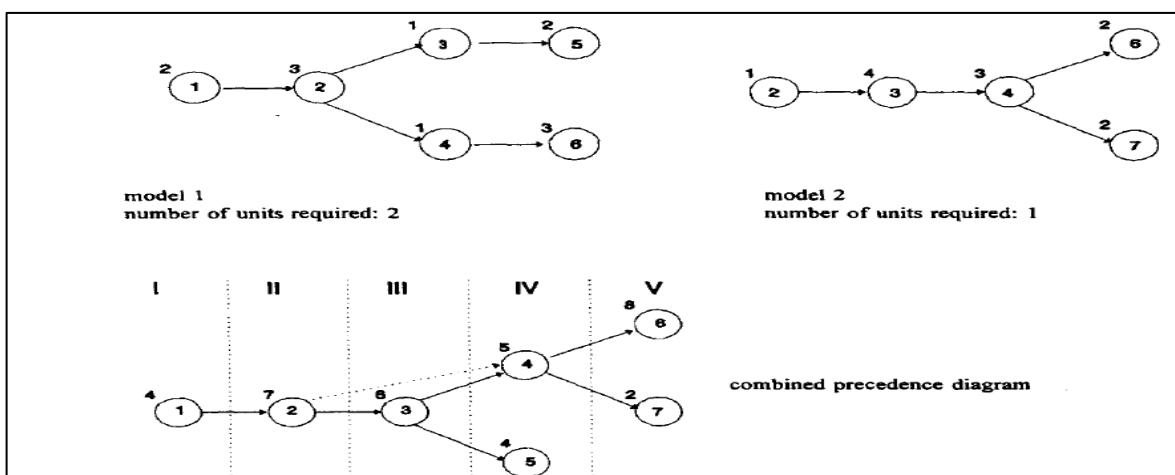 1 2 2
3 5 6
2 3 1 4 3
1 2 2 3 4
1 3 2
4 6 7
model 1 model 2
number of units required: 2 number of units required: 1
I II III IV V
8
6
5
4
combined precedence diagram
4 7 6 2
1 2 3 7
4
5